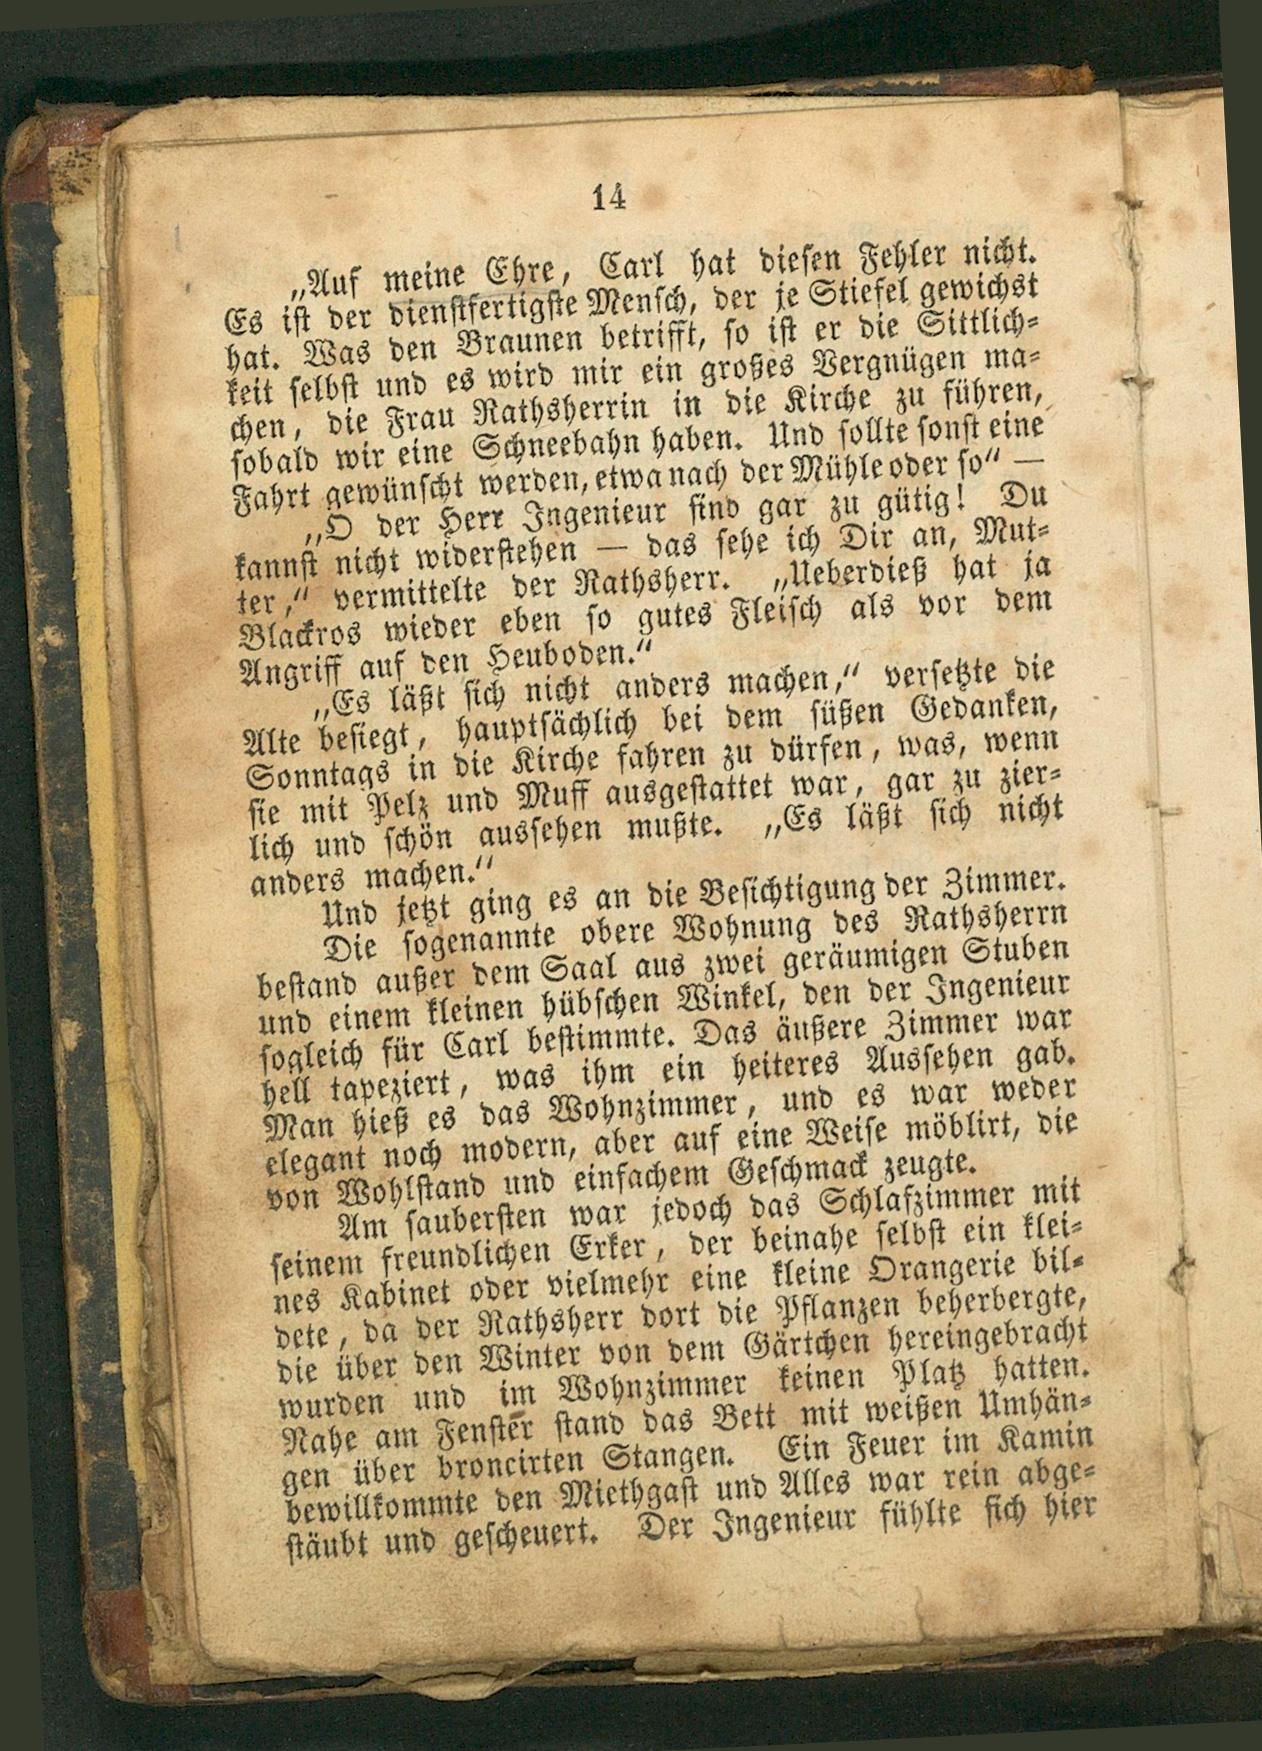 14
„Auf meine Ehre, Carl hat diesen Fehler nicht.
Es ist der dienstfertigste Mensch, der je Stiefel gewichst
hat. Was den Braunen betrifft, so ist er die Sittlich-
keit selbst und es wird mir ein großes Vergnügen ma-
chen, die Frau Rathsherrin in die Kirche zu führen,
sobald wir eine Schneebahn haben. Und sollte sonst eine
Fahrt gewünscht werden, etwa nach der Mühle oder so“ —
„O der Herr Ingenieur sind gar zu gütig! Du
kannst nicht widerstehen — das sehe ich Dir an, Mut-
ter,“ vermittelte der Rathsherr. „Ueberdieß hat ja
Blackros wieder eben so gutes Fleisch als vor dem
Angriff auf den Heuboden.“
„Es läßt sich nicht anders machen,“ versetzte die
Alte besiegt, hauptsächlich bei dem süßen Gedanken,
Sonntags in die Kirche fahren zu dürfen, was, wenn
sie mit Pelz und Muff ausgestattet war, gar zu zier-
lich und schön aussehen mußte. „Es läßt sich nicht
anders machen.“
Und jetzt ging es an die Besichtigung der Zimmer.
Die sogenannte obere Wohnung des Rathsherrn
bestand außer dem Saal aus zwei geräumigen Stuben
und einem kleinen hübschen Winkel, den der Ingenieur
sogleich für Carl bestimmte. Das äußere Zimmer war
hell tapeziert, was ihm ein heiteres Aussehen gab.
Man hieß es das Wohnzimmer, und es war weder
elegant noch modern, aber auf eine Weise möblirt, die
von Wohlstand und einfachem Geschmack zeugte.
Am saubersten war jedoch das Schlafzimmer mit
seinem freundlichen Erker, der beinahe selbst ein klei-
nes Kabinet oder vielmehr eine kleine Orangerie bil-
dete, da der Rathsherr dort die Pflanzen beherbergte,
die über den Winter von dem Gärtchen hereingebracht
wurden und im Wohnzimmer keinen Platz hatten.
Nahe am Fenster stand das Bett mit weißen Umhän-
gen über broncirten Stangen. Ein Feuer im Kamin
bewillkommte den Miethgast und Alles war rein abge-
stäubt und gescheuert. Der Ingenieur fühlte sich hier